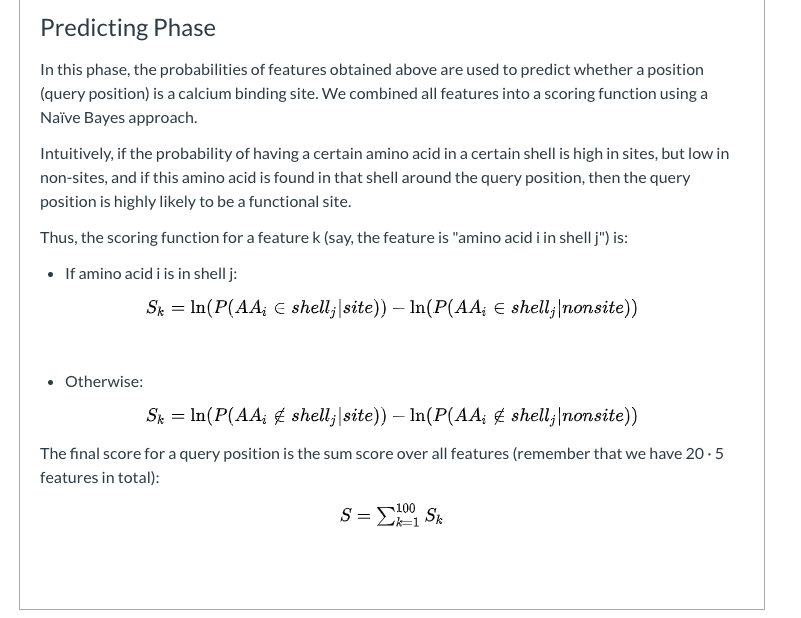 Predicting Phase
In this phase, the probabilities of features obtained above are used to predict whether a position
(query position) is a calcium binding site. We combined all features into a scoring function using a
Naïve Bayes approach.
Intuitively, if the probability of having a certain amino acid in a certain shell is high in sites, but low in
non-sites, and if this amino acid is found in that shell around the query position, then the query
position is highly likely to be a functional site.
Thus, the scoring function for a feature k (say, the feature is "amino acid i in shell j") is:
• If amino acid i is in shell j:
S_k = ln(P(AA_i ∈ shell_j|site)) − ln(P(AA_i ∈ shell_j|nonsite))
• Otherwise:
S_k = ln(P(AA_i ∉ shell_j|site)) − ln(P(AA_i ∉ shell_j|nonsite))
The final score for a query position is the sum score over all features (remember that we have 20 · 5
features in total):
S = ∑_{k=1}^{100} S_k